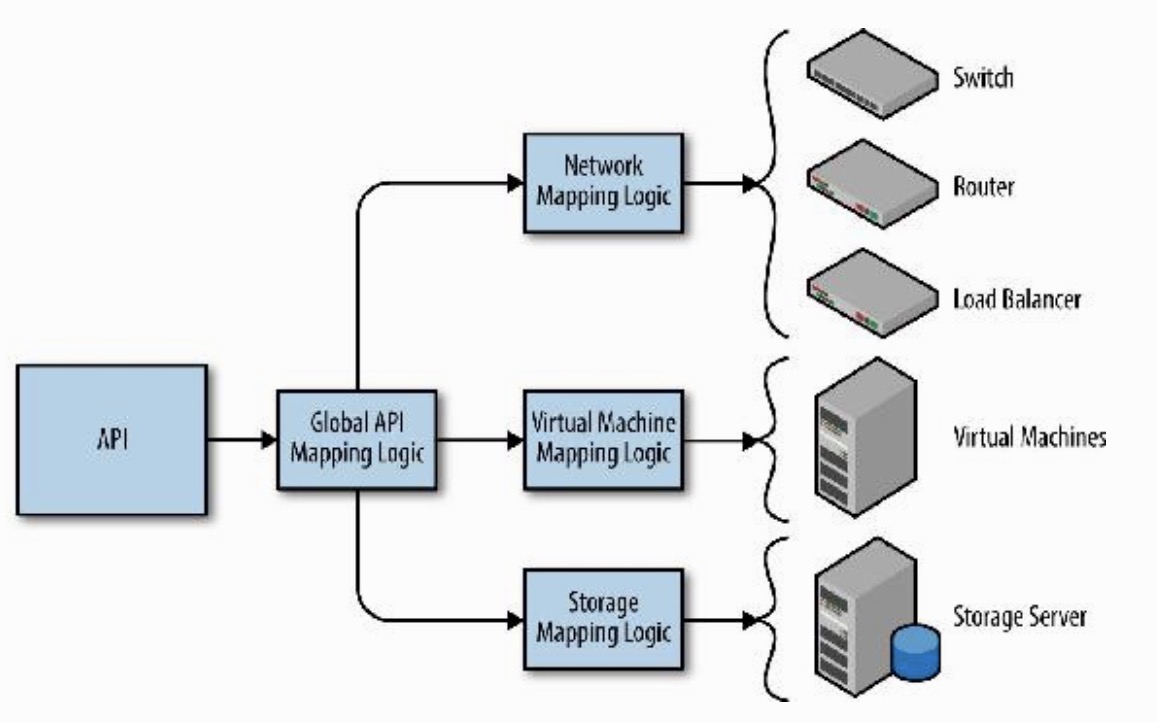 Switch
Network
Mapping Logic
Router
Load Balancer
API
Global API
Mapping Logic
Virtual Machine
Mapping Logic
Virtual Machines
Storage
Mapping Logic
Storage Server